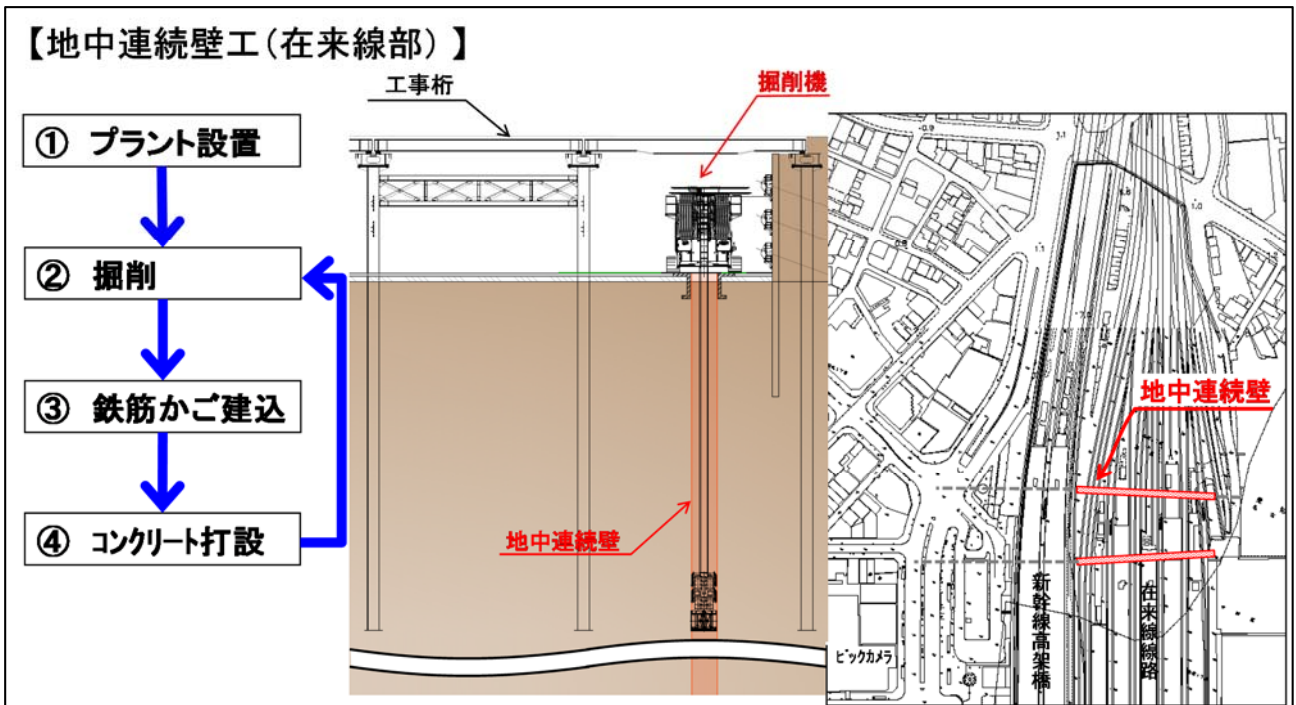 【地中連続壁工(在来線部)】
① プラント設置
② 掘削
③ 鉄筋かご建込
④ コンクリート打設
工事桁
掘削機
地中連続壁
地中連続壁
新幹線高架橋
在来線線路
ビックカメラ